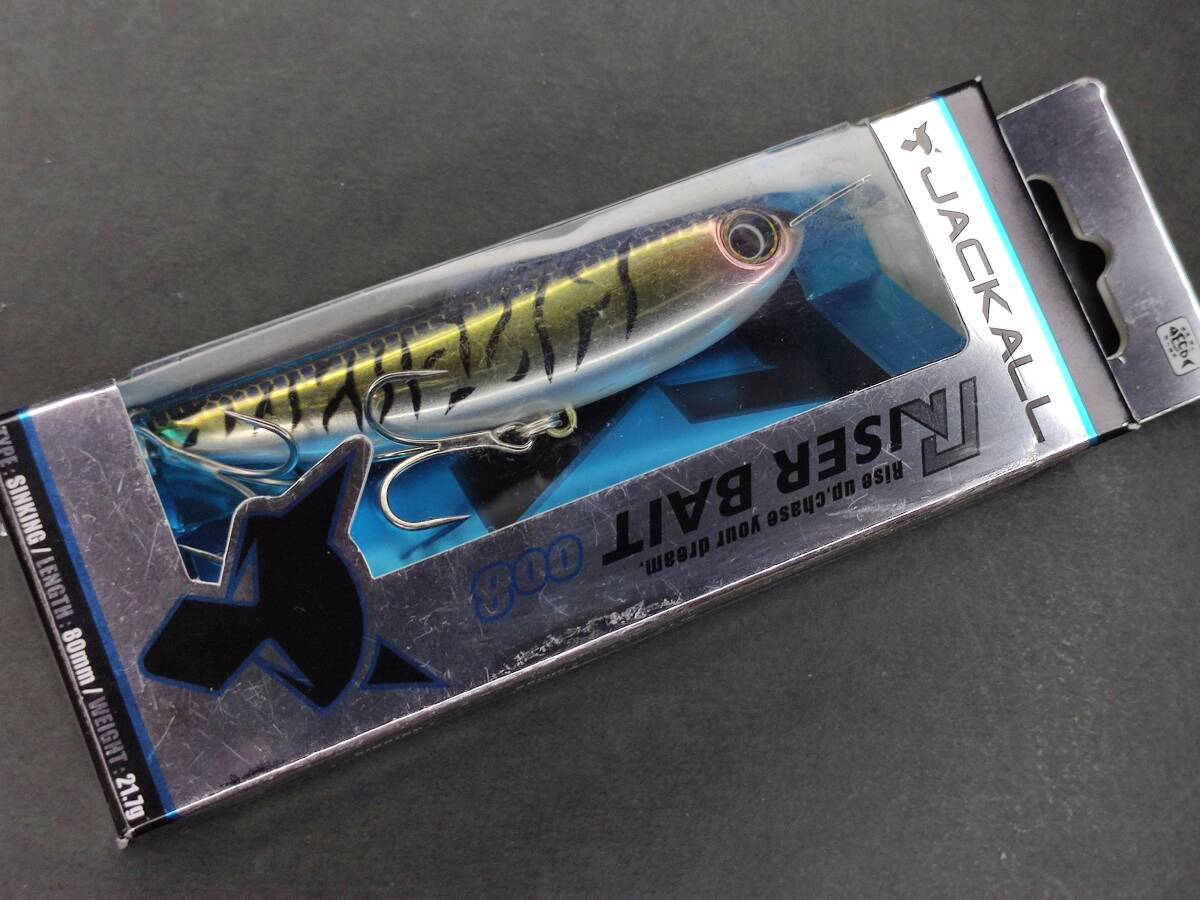 JACKALL
RISER BAIT 008
Rise up, chase your dream.
TYPE : SINKING / LENGTH : 80mm / WEIGHT : 21.7g